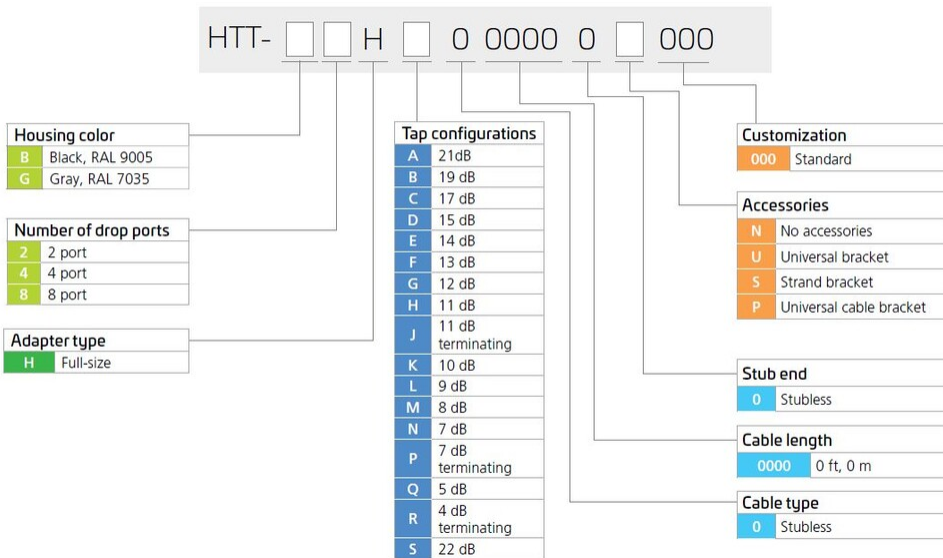 HTT- H 0 0000 0 000
Housing color
B Black, RAL 9005
G Gray, RAL 7035
Number of drop ports
2 2 port
4 4 port
8 8 port
Adapter type
H Full-size
Tap configurations
A 21dB
B 19 dB
C 17 dB
D 15 dB
E 14 dB
F 13 dB
G 12 dB
H 11 dB
J 11 dB
terminating
K 10 dB
L 9 dB
M 8 dB
N 7 dB
P 7 dB
terminating
Q 5 dB
R 4 dB
terminating
S 22 dB
Customization
000 Standard
Accessories
N No accessories
U Universal bracket
S Strand bracket
P Universal cable bracket
Stub end
0 Stubless
Cable length
0000 0 ft, 0 m
Cable type
0 Stubless